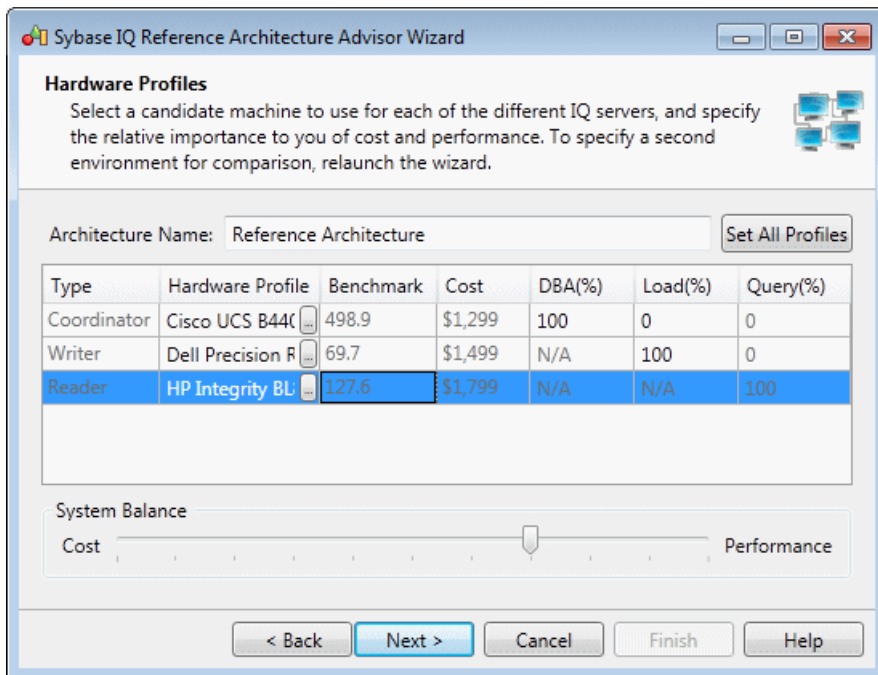 Sybase IQ Reference Architecture Advisor Wizard
Hardware Profiles
Select a candidate machine to use for each of the different IQ servers, and specify
the relative importance to you of cost and performance. To specify a second
environment for comparison, relaunch the wizard.
Architecture Name: Reference Architecture Set All Profiles
Type Hardware Profile Benchmark Cost DBA(%) Load(%) Query(%)
Coordinator Cisco UCS B44( ... 498.9 $1,299 100 0 0
Writer Dell Precision R ... 69.7 $1,499 N/A 100 0
Reader HP Integrity BL ... 127.6 $1,799 N/A N/A 100
System Balance
Cost Performance
< Back Next > Cancel Finish Help